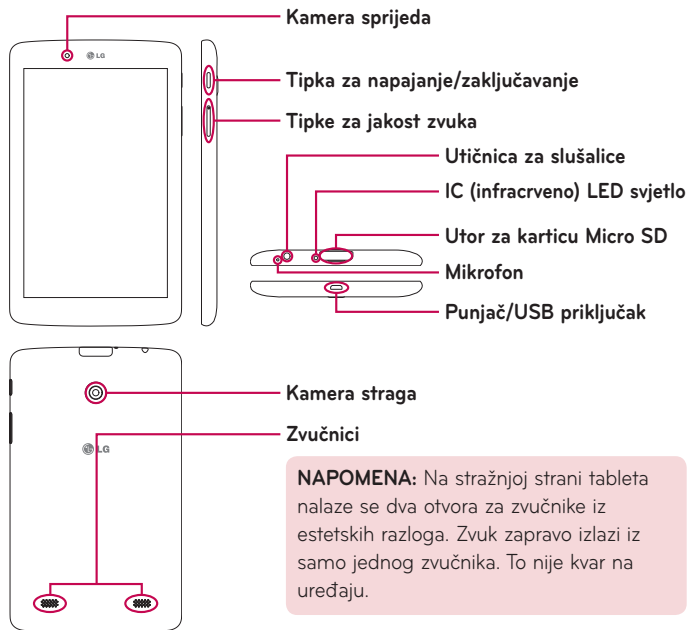 Kamera sprijeda
LG
Tipka za napajanje/zaključavanje
Tipke za jakost zvuka
Utičnica za slušalice
IC (infracrveno) LED svjetlo
Utor za karticu Micro SD
Mikrofon
Punjač/USB priključak
Kamera straga
Zvučnici
LG
NAPOMENA: Na stražnjoj strani tableta
nalaze se dva otvora za zvučnike iz
estetskih razloga. Zvuk zapravo izlazi iz
samo jednog zvučnika. To nije kvar na
uređaju.